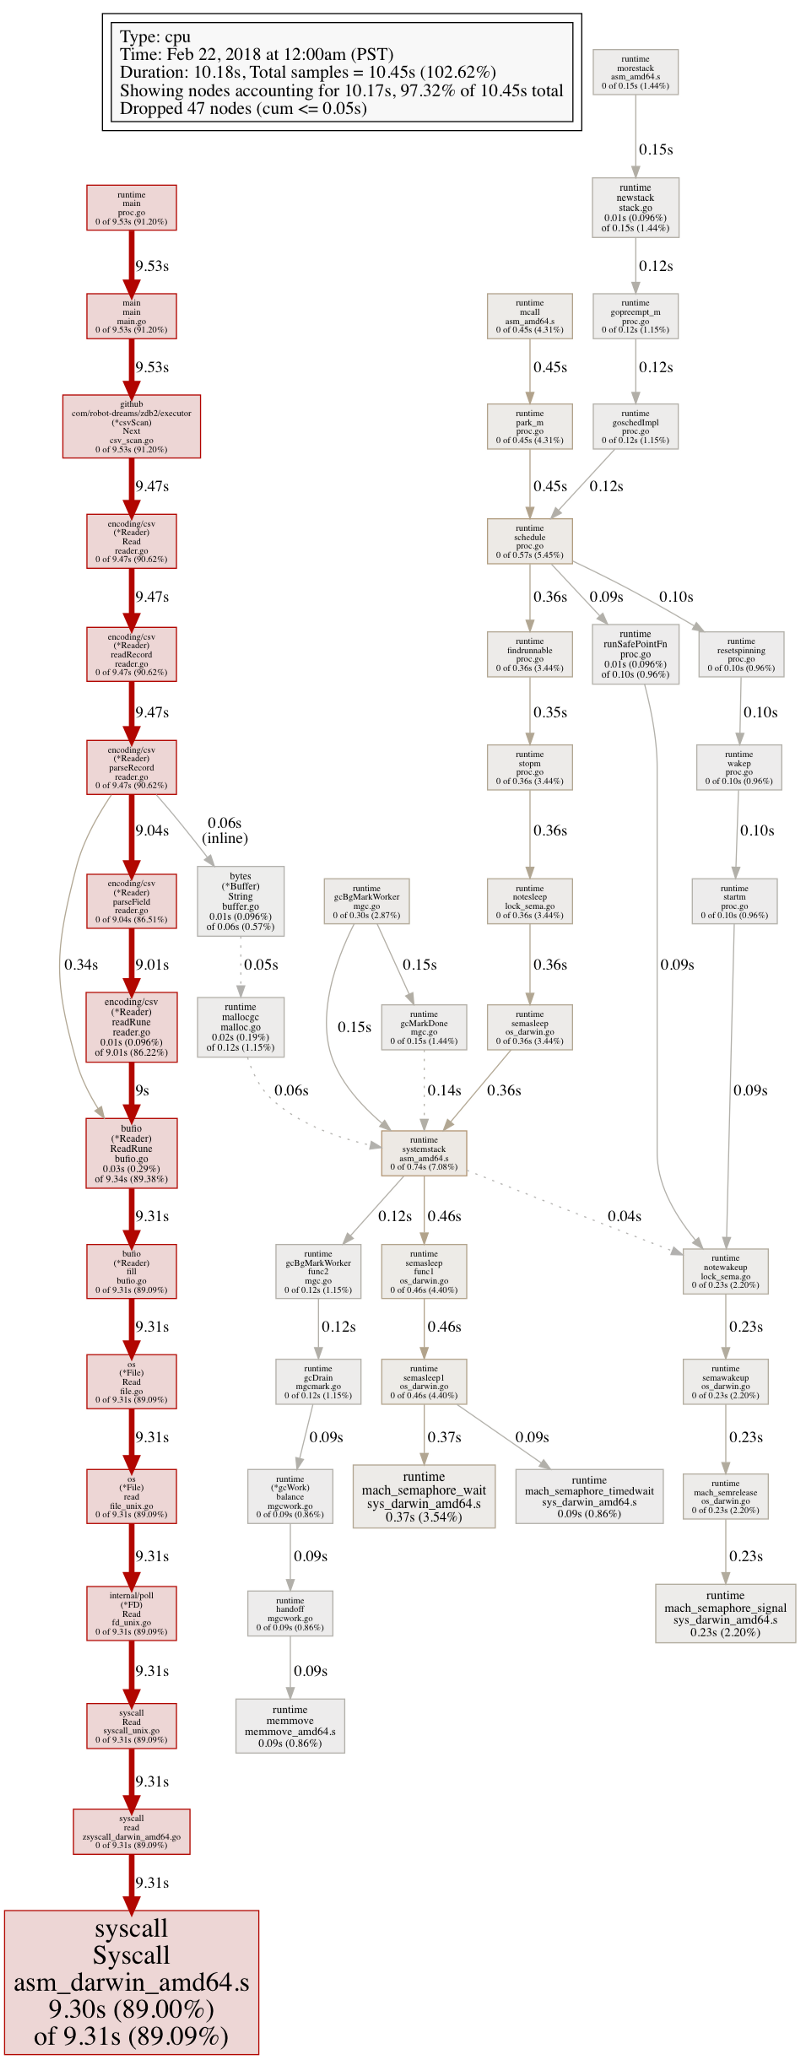 Type: cpu
Time: Feb 22, 2018 at 12:00am (PST)
Duration: 10.18s, Total samples = 10.45s (102.62%)
Showing nodes accounting for 10.17s, 97.32% of 10.45s total
Dropped 47 nodes (cum <= 0.05s)
runtime
morestack
asm_amd64.s
0 of 0.15s (1.44%)
0.15s
runtime
newstack
stack.go
0.01s (0.096%)
of 0.15s (1.44%)
0.12s
runtime
gopreempt_m
proc.go
0 of 0.12s (1.15%)
0.12s
runtime
goschedImpl
proc.go
0 of 0.12s (1.15%)
0.12s
runtime
main
proc.go
0 of 9.53s (91.20%)
9.53s
main
main
main.go
0 of 9.53s (91.20%)
9.53s
github
com/robot-dreams/zdb2/executor
(*csvScan)
Next
csv_scan.go
0 of 9.53s (91.20%)
9.47s
encoding/csv
(*Reader)
Read
reader.go
0 of 9.47s (90.62%)
9.47s
encoding/csv
(*Reader)
readRecord
reader.go
0 of 9.47s (90.62%)
9.47s
encoding/csv
(*Reader)
parseRecord
reader.go
0 of 9.47s (90.62%)
9.04s
0.06s
(inline)
0.34s
encoding/csv
(*Reader)
parseField
reader.go
0 of 9.04s (86.51%)
9.01s
bytes
(*Buffer)
String
buffer.go
0.01s (0.096%)
of 0.06s (0.57%)
0.05s
encoding/csv
(*Reader)
readRune
reader.go
0.01s (0.096%)
of 9.01s (86.22%)
9s
runtime
mallocgc
malloc.go
0.02s (0.19%)
of 0.12s (1.15%)
0.06s
bufio
(*Reader)
ReadRune
bufio.go
0.03s (0.29%)
of 9.34s (89.38%)
9.31s
bufio
(*Reader)
fill
bufio.go
0 of 9.31s (89.09%)
9.31s
os
(*File)
Read
file.go
0 of 9.31s (89.09%)
9.31s
os
(*File)
read
file_unix.go
0 of 9.31s (89.09%)
9.31s
internal/poll
(*FD)
Read
fd_unix.go
0 of 9.31s (89.09%)
9.31s
syscall
Read
syscall_unix.go
0 of 9.31s (89.09%)
9.31s
syscall
read
zsyscall_darwin_amd64.go
0 of 9.31s (89.09%)
9.31s
syscall
Syscall
asm_darwin_amd64.s
9.30s (89.00%)
of 9.31s (89.09%)
runtime
mcall
asm_amd64.s
0 of 0.45s (4.31%)
0.45s
runtime
park_m
proc.go
0 of 0.45s (4.31%)
0.45s
runtime
schedule
proc.go
0 of 0.57s (5.45%)
0.36s
0.09s
0.10s
runtime
findrunnable
proc.go
0 of 0.36s (3.44%)
0.35s
runtime
runSafePointFn
proc.go
0.01s (0.096%)
of 0.10s (0.96%)
0.09s
runtime
resetspinning
proc.go
0 of 0.10s (0.96%)
0.10s
runtime
stopm
proc.go
0 of 0.36s (3.44%)
0.36s
runtime
wakep
proc.go
0 of 0.10s (0.96%)
0.10s
runtime
gcBgMarkWorker
mgc.go
0 of 0.30s (2.87%)
0.15s
0.15s
runtime
notesleep
lock_sema.go
0 of 0.36s (3.44%)
0.36s
runtime
startm
proc.go
0 of 0.10s (0.96%)
0.09s
runtime
gcMarkDone
mgc.go
0 of 0.15s (1.44%)
0.14s
runtime
semasleep
os_darwin.go
0 of 0.36s (3.44%)
0.36s
runtime
systemstack
asm_amd64.s
0 of 0.74s (7.08%)
0.12s
0.46s
0.04s
runtime
gcBgMarkWorker
func2
mgc.go
0 of 0.12s (1.15%)
0.12s
runtime
semasleep
func1
os_darwin.go
0 of 0.46s (4.40%)
0.46s
runtime
notewakeup
lock_sema.go
0 of 0.23s (2.20%)
0.23s
runtime
gcDrain
mgcmark.go
0 of 0.12s (1.15%)
0.09s
runtime
semasleep1
os_darwin.go
0 of 0.46s (4.40%)
0.37s
0.09s
runtime
semawakeup
os_darwin.go
0 of 0.23s (2.20%)
0.23s
runtime
(*gcWork)
balance
mgcwork.go
0 of 0.09s (0.86%)
0.09s
runtime
mach_semaphore_wait
sys_darwin_amd64.s
0.37s (3.54%)
runtime
mach_semaphore_timedwait
sys_darwin_amd64.s
0.09s (0.86%)
runtime
mach_semrelease
os_darwin.go
0 of 0.23s (2.20%)
0.23s
runtime
handoff
mgcwork.go
0 of 0.09s (0.86%)
0.09s
runtime
mach_semaphore_signal
sys_darwin_amd64.s
0.23s (2.20%)
runtime
memmove
memmove_amd64.s
0.09s (0.86%)